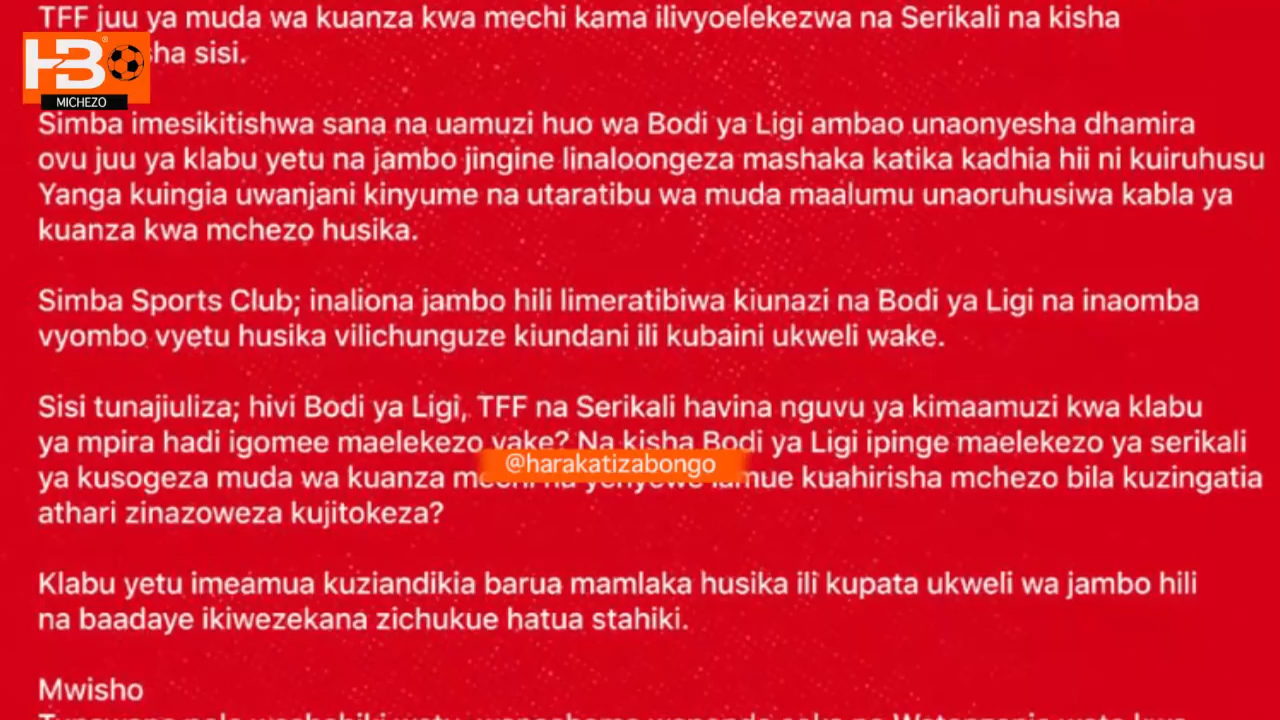 TFF juu ya muda wa kuanza kwa mechi kama ilivyoelekezwa na Serikali na kisha
sha sisi.
HB
MICHEZO
Simba imesikitishwa sana na uamuzi huo wa Bodi ya Ligi ambao unaonyesha dhamira
ovu juu ya klabu yetu na jambo jingine linaloongeza mashaka katika kadhia hii ni kuiruhusu
Yanga kuingia uwanjani kinyume na utaratibu wa muda maalumu unaoruhusiwa kabla ya
kuanza kwa mchezo husika.
Simba Sports Club; inaliona jambo hili limeratibiwa kiunazi na Bodi ya Ligi na inaomba
vyombo vyetu husika vilichunguze kiundani ili kubaini ukweli wake.
Sisi tunajiuliza; hivi Bodi ya Ligi, TFF na Serikali havina nguvu ya kimaamuzi kwa klabu
ya mpira hadi igomee maelekezo yake? Na kisha Bodi ya Ligi ipinge maelekezo ya serikali
@harakatizabongo
ya kusogeza muda wa kuanza kuahirisha mchezo bila kuzingatia
athari zinazoweza kujitokeza?
Klabu yetu imeamua kuziandikia barua mamlaka husika ili kupata ukweli wa jambo hili
na baadaye ikiwezekana zichukue hatua stahiki.
Mwisho